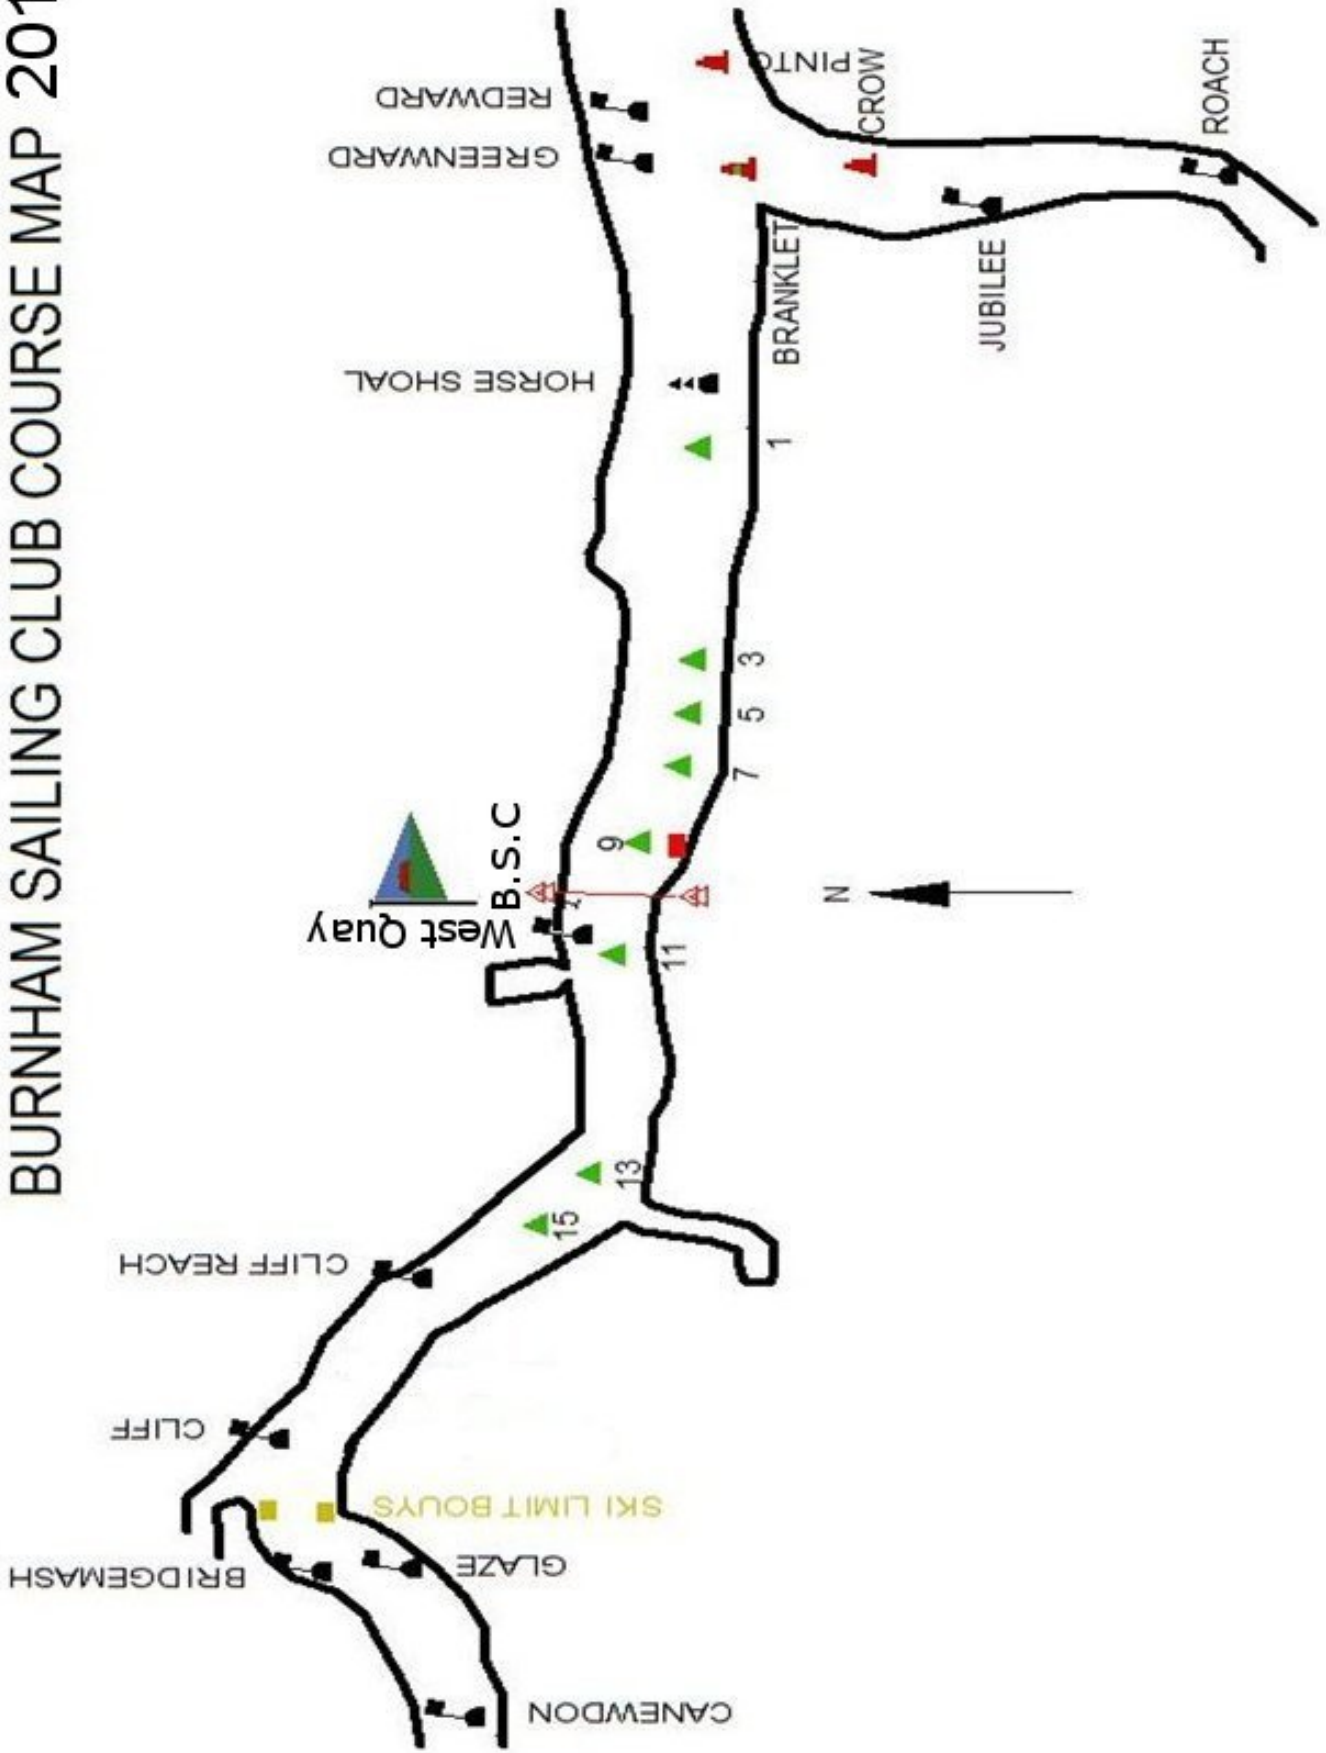 BURNHAM SAILING CLUB COURSE MAP 201
REDWARD
GREENWARD
PINTO
CROW
ROACH
BRANKLET
JUBILEE
HORSE SHOAL
1
3
5
7
9
B.S.C
West Quay
N
11
13
15
CLIFF REACH
CLIFF
SKI LIMIT BOUYS
BRIDGEMASH
GLAZE
CANEWDON